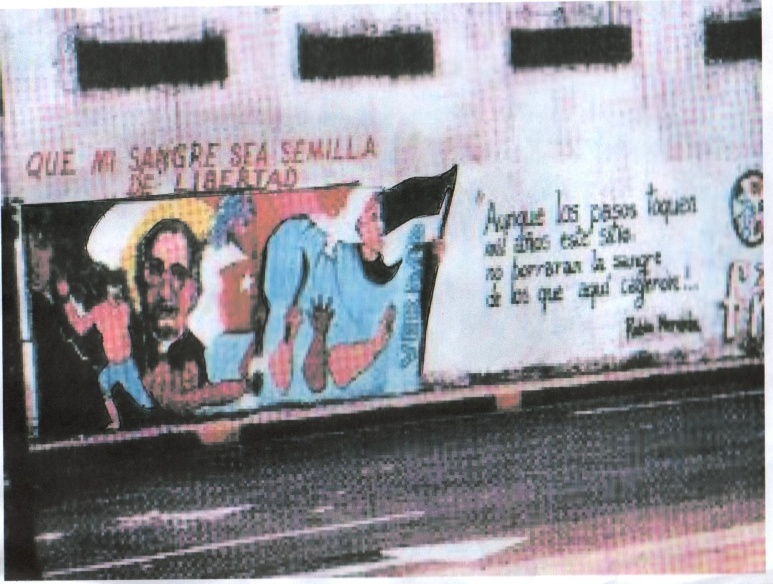 QUE MI SANGRE SEA SEMILLA
DE LIBERTAD
"Aunque los pasos toquen
mil años este sitio
no borraran la sangre
de los que aquí cayeron!..
Pablo Neruda